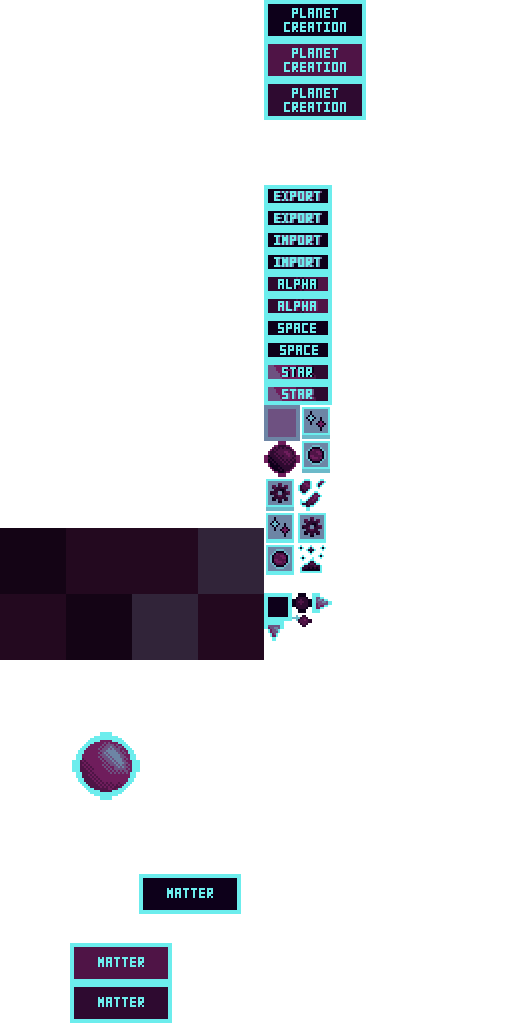 PLANET
CREATION
PLANET
CREATION
PLANET
CREATION
EXPORT
EXPORT
IMPORT
IMPORT
ALPHA
ALPHA
SPACE
SPACE
STAR
STAR
MATTER
MATTER
MATTER